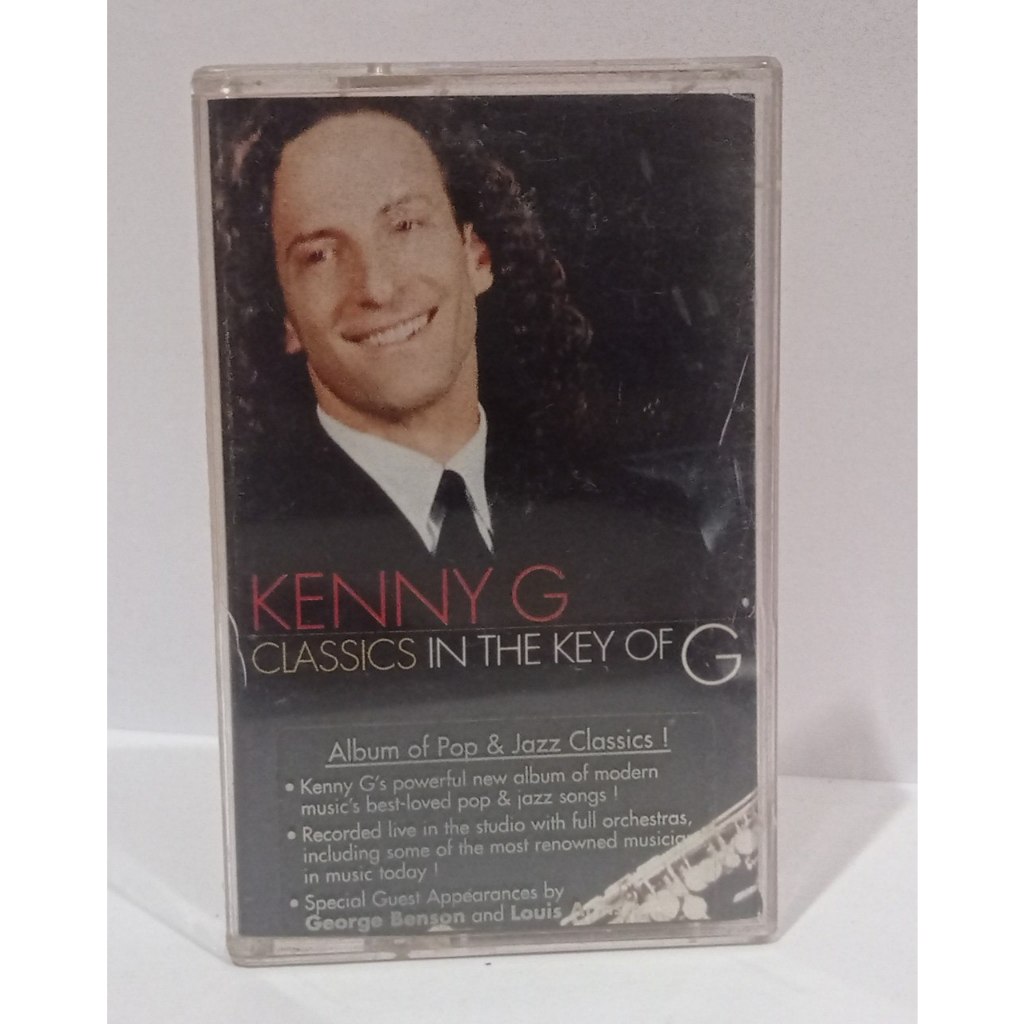 KENNY G
CLASSICS IN THE KEY OF G
Album of Pop & Jazz Classics !
• Kenny G's powerful new album of modern
music's best-loved pop & jazz songs !
• Recorded live in the studio with full orchestras,
including some of the most renowned
in music today !
• Special Guest Appearances by
George Benson and Louis